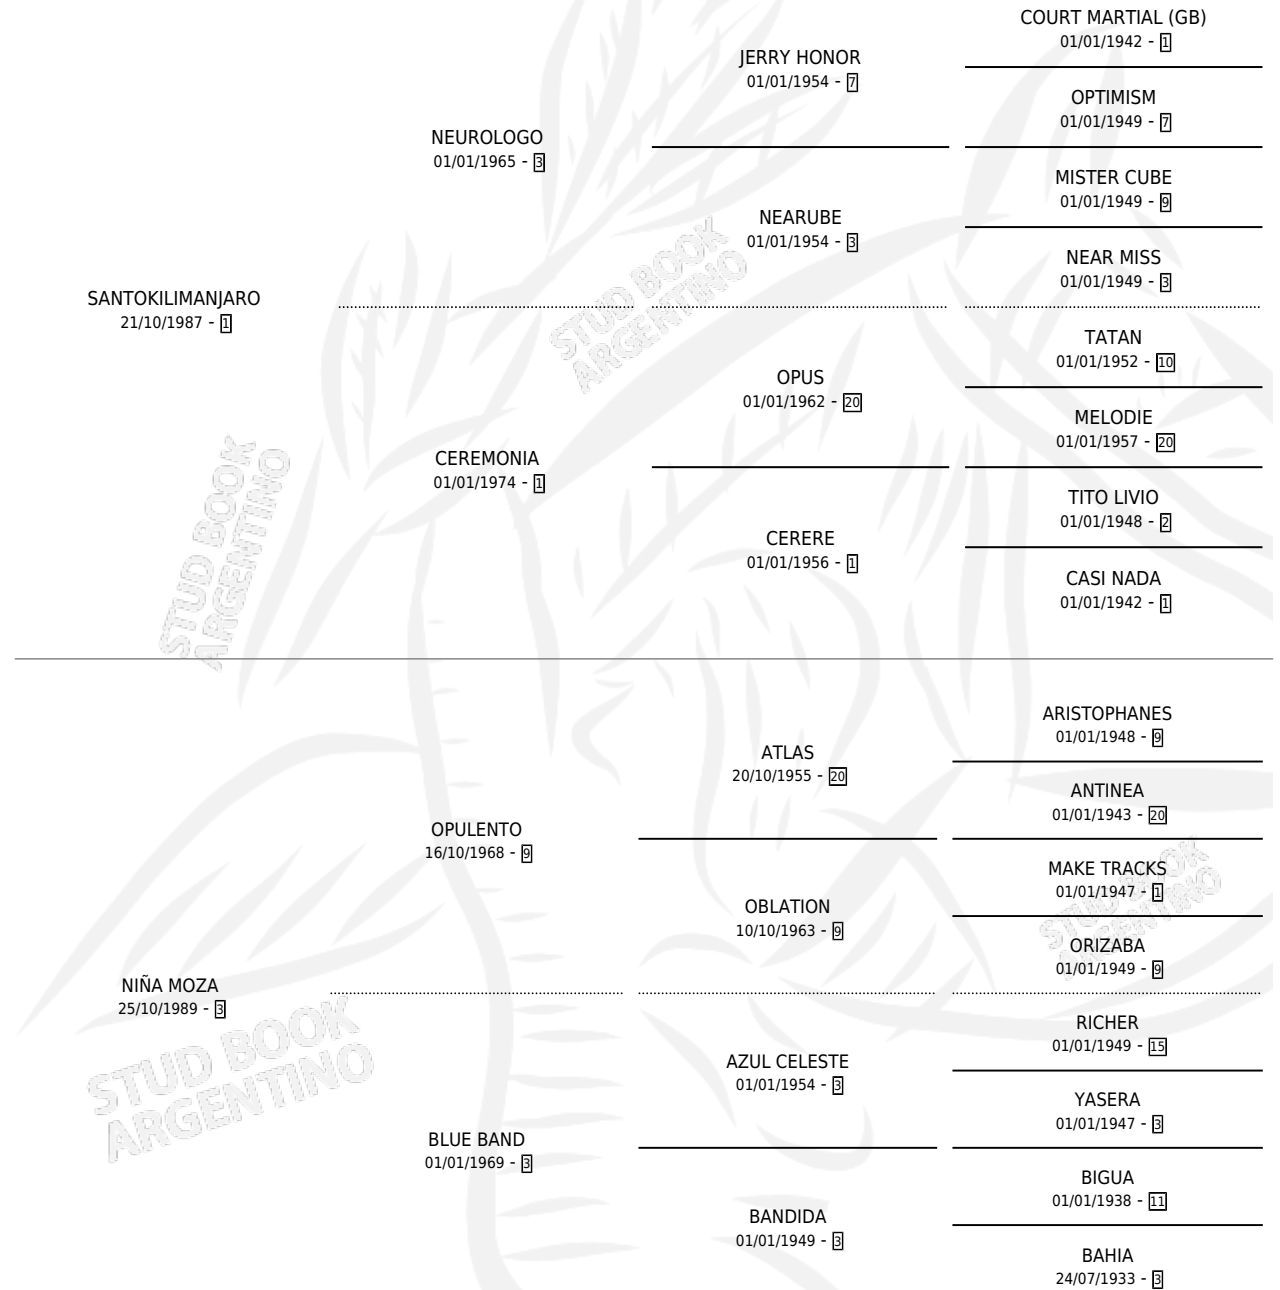 COURT MARTIAL (GB)
01/01/1942 - 1
JERRY HONOR
01/01/1954 - 7
OPTIMISM
01/01/1949 - 7
NEUROLOGO
01/01/1965 - 3
MISTER CUBE
01/01/1949 - 9
NEARUBE
01/01/1954 - 3
NEAR MISS
01/01/1949 - 3
SANTOKILIMANJARO
21/10/1987 - 1
TATAN
01/01/1952 - 10
OPUS
01/01/1962 - 20
MELODIE
01/01/1957 - 20
CEREMONIA
01/01/1974 - 1
TITO LIVIO
01/01/1948 - 2
CERERE
01/01/1956 - 1
CASI NADA
01/01/1942 - 1
ARISTOPHANES
01/01/1948 - 9
ATLAS
20/10/1955 - 20
ANTINEA
01/01/1943 - 20
OPULENTO
16/10/1968 - 9
MAKE TRACKS
01/01/1947 - 1
OBLATION
10/10/1963 - 9
ORIZABA
01/01/1949 - 9
NIÑA MOZA
25/10/1989 - 3
RICHER
01/01/1949 - 15
AZUL CELESTE
01/01/1954 - 3
YASERA
01/01/1947 - 3
BLUE BAND
01/01/1969 - 3
BIGUA
01/01/1938 - 11
BANDIDA
01/01/1949 - 3
BAHIA
24/07/1933 - 3
STUD BOOK
ARGENTINO
STUD BOOK
ARGENTINO
STUD BOOK
ARGENTINO
STUD BOOK
ARGENTINO